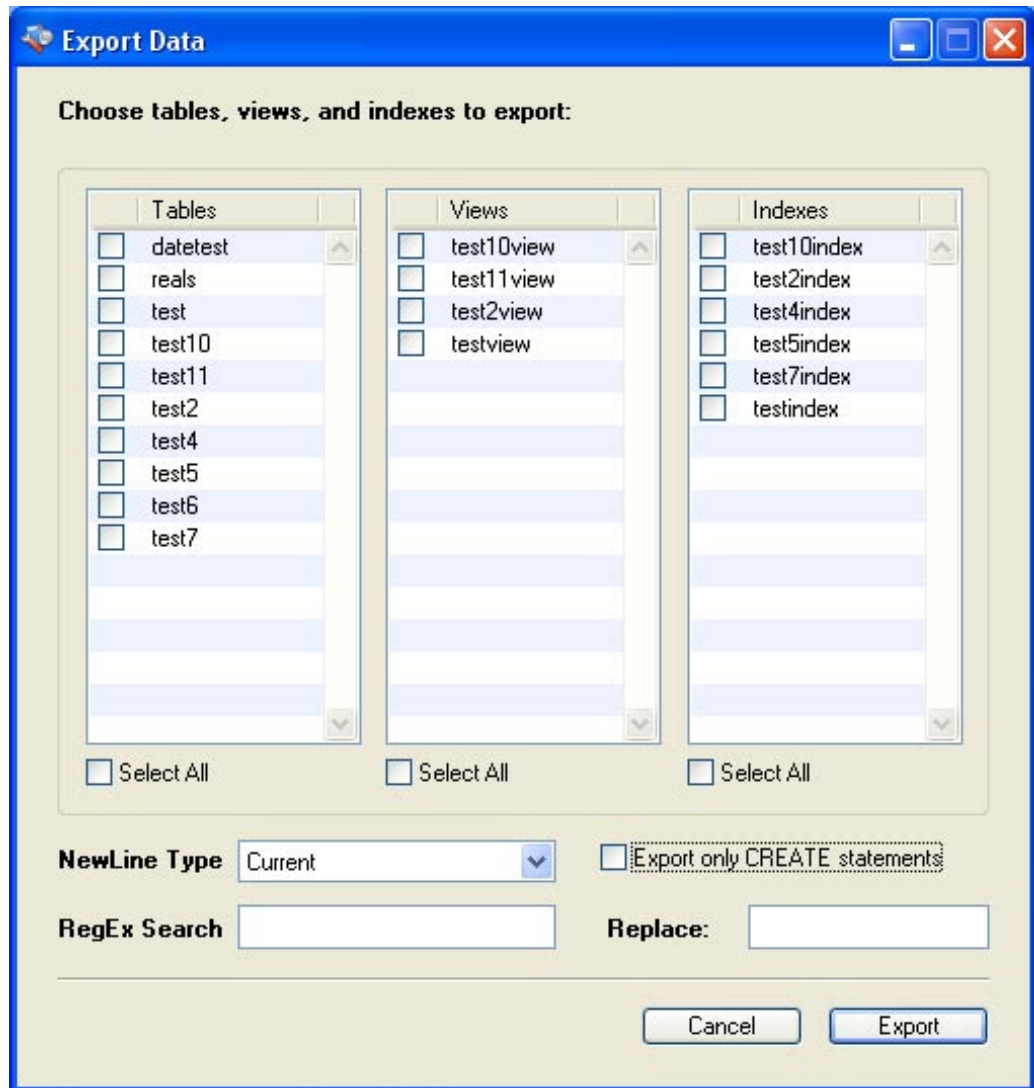 Export Data
Choose tables, views, and indexes to export:
Tables
datetest
reals
test
test10
test11
test2
test4
test5
test6
test7
Select All
Views
test10view
test11view
test2view
testview
Select All
Indexes
test10index
test2index
test4index
test5index
test7index
testindex
Select All
NewLine Type Current
Export only CREATE statements
RegEx Search
Replace:
Cancel
Export